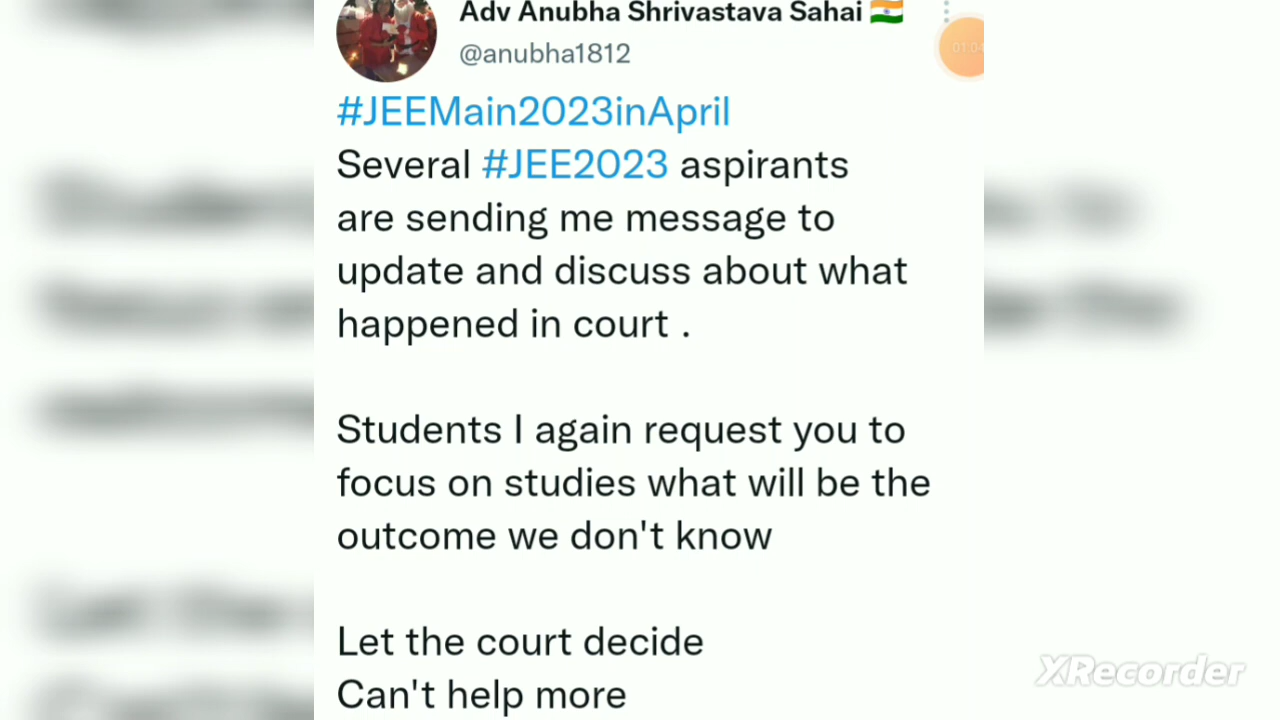 Adv Anubha Shrivastava Sahai 🇮🇳
@anubha1812
01:04
#JEEMain2023inApril
Several #JEE2023 aspirants
are sending me message to
update and discuss about what
happened in court .
Students I again request you to
focus on studies what will be the
outcome we don't know
Let the court decide
Can't help more
XRecorder